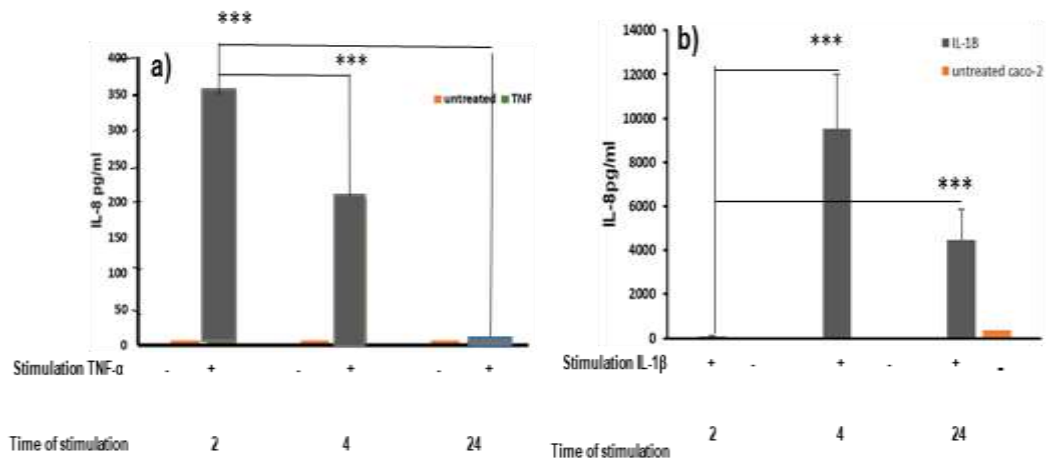 ***
a)
***
400
350
300
250
200
150
100
50
0
IL-8 pg/ml
untreated TNF
Stimulation TNF-α - + - + - +
Time of stimulation 2 4 24
b)
***
***
14000
12000
10000
8000
6000
4000
2000
0
IL-8pg/ml
IL-1B
untreated caco-2
Stimulation IL-1β + - + - + -
Time of stimulation 2 4 24